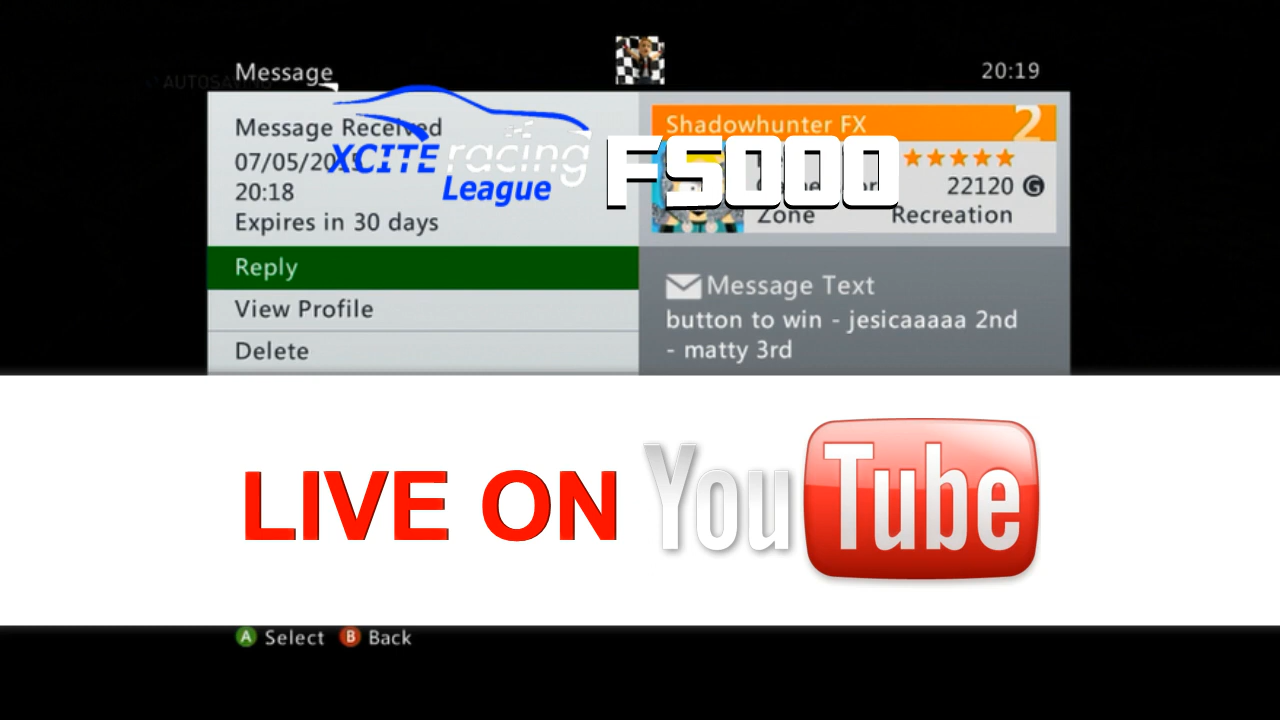 Message
20:19
AUTOSAVING
Message Received
07/05/2015
20:18
Expires in 30 days
XCITE racing
League
F5000
Shadowhunter FX
2
22120 G
Zone Recreation
Reply
View Profile
Delete
Message Text
button to win - jesicaaaaa 2nd
- matty 3rd
LIVE ON YouTube
A Select B Back